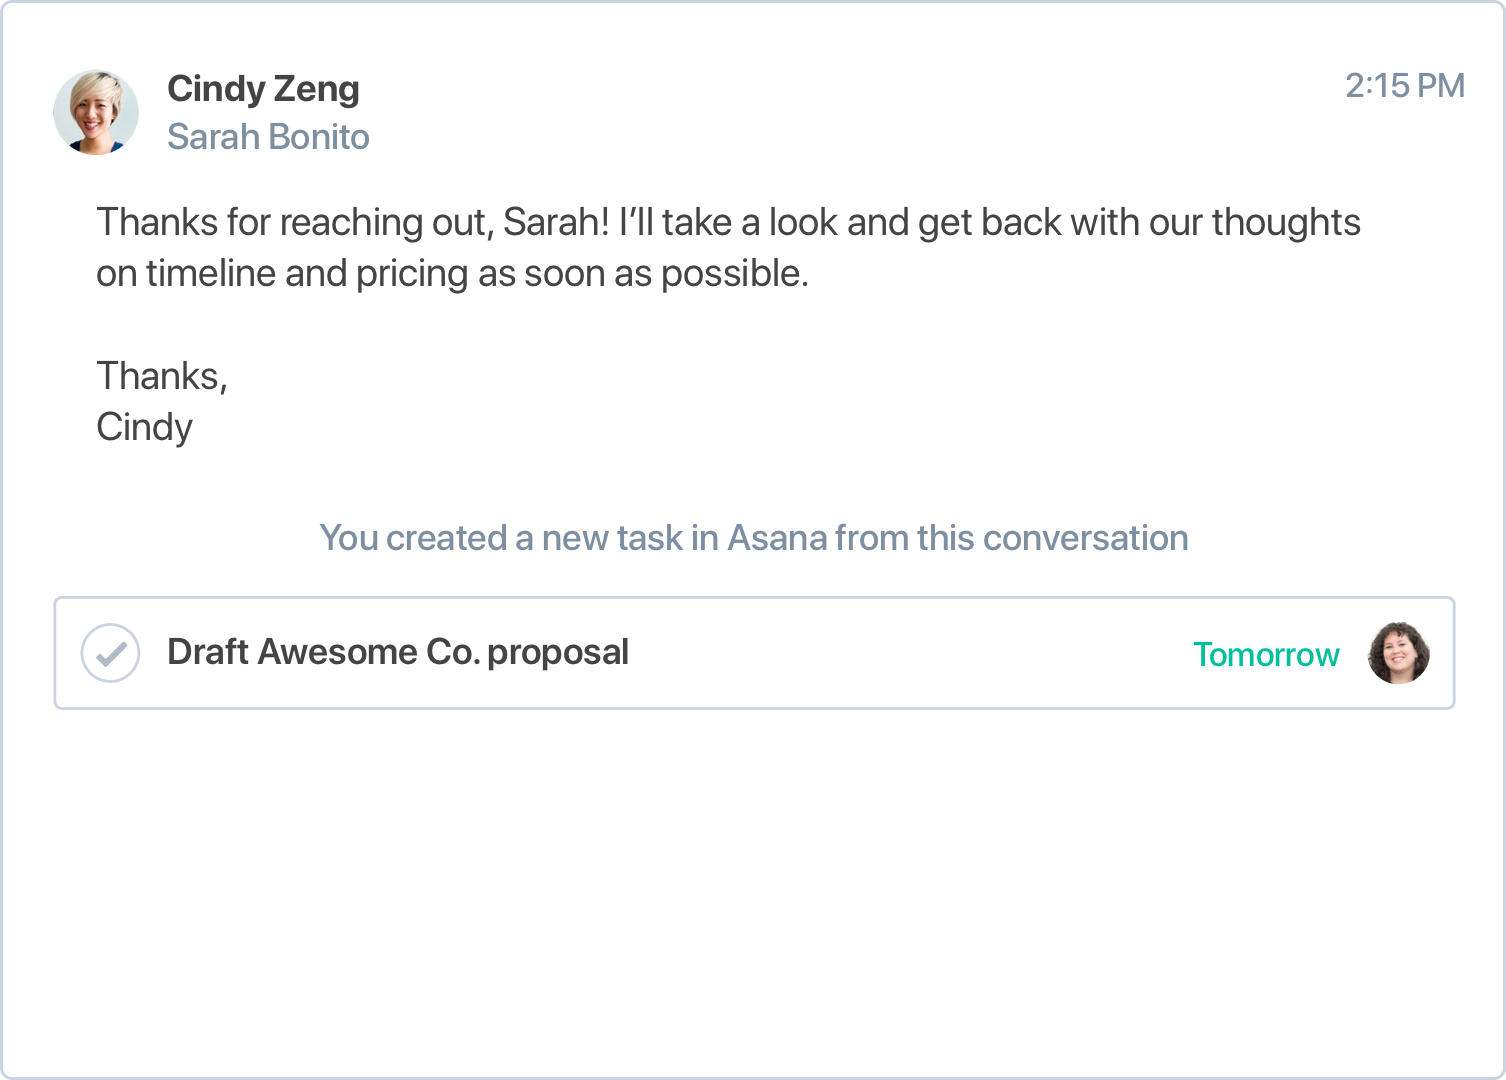 Cindy Zeng
2:15 PM
Sarah Bonito
Thanks for reaching out, Sarah! I’ll take a look and get back with our thoughts
on timeline and pricing as soon as possible.
Thanks,
Cindy
You created a new task in Asana from this conversation
Draft Awesome Co. proposal
Tomorrow